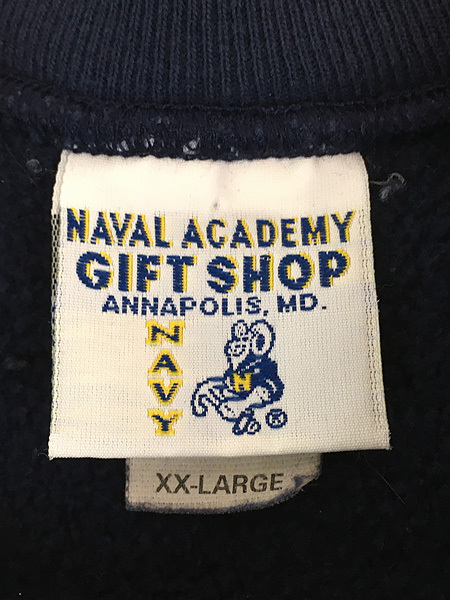 NAVAL ACADEMY
GIFT SHOP
ANNAPOLIS, MD.
NAVY
N
®
XX-LARGE